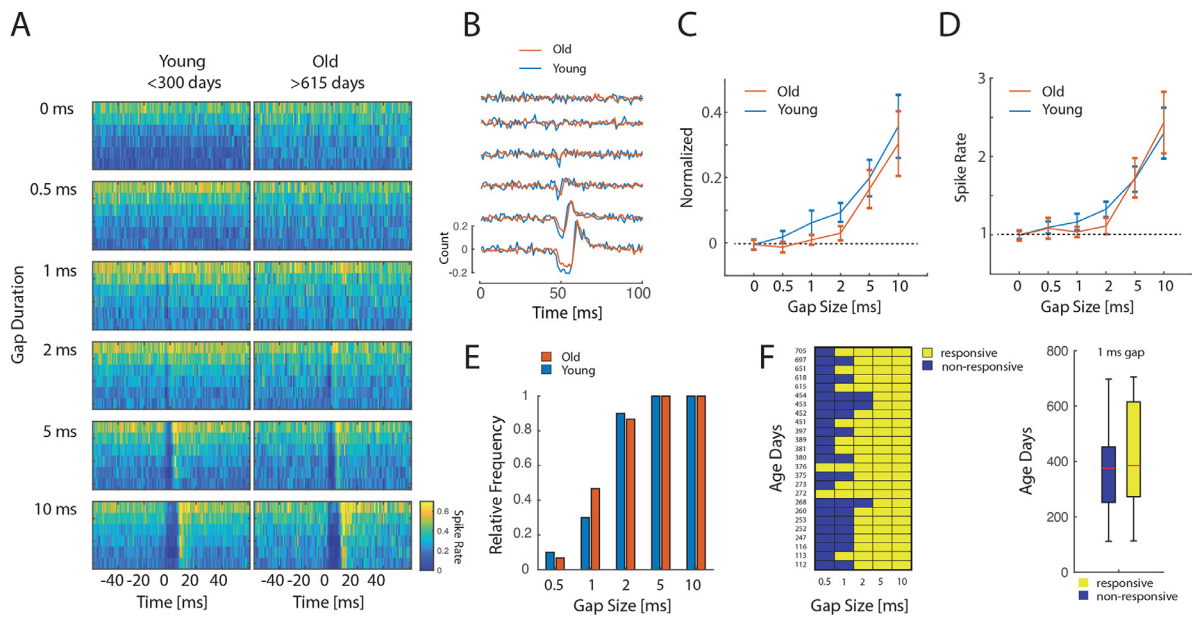 A
Young
<300 days
Old
>615 days
Gap Duration
0 ms
0.5 ms
1 ms
2 ms
5 ms
10 ms
-40 -20 0 20 40
-40 -20 0 20 40
Time [ms]
Time [ms]
Spike Rate
0.6
0.4
0.2
0
B
Old
Young
Count
0.2
-0.2
0 50 100
Time [ms]
C
Old
Young
Normalized
0.4
0.2
0
0 0.5 1 2 5 10
Gap Size [ms]
D
Old
Young
Spike Rate
3
2
1
0 0.5 1 2 5 10
Gap Size [ms]
E
Old
Young
Relative Frequency
1
0.8
0.6
0.4
0.2
0
0.5 1 2 5 10
Gap Size [ms]
F
responsive
non-responsive
Age Days
705
697
651
618
615
454
453
452
451
397
389
381
380
376
375
273
272
268
260
253
252
247
116
113
112
0.5 1 2 5 10
Gap Size [ms]
1 ms gap
Age Days
800
600
400
200
0
responsive
non-responsive